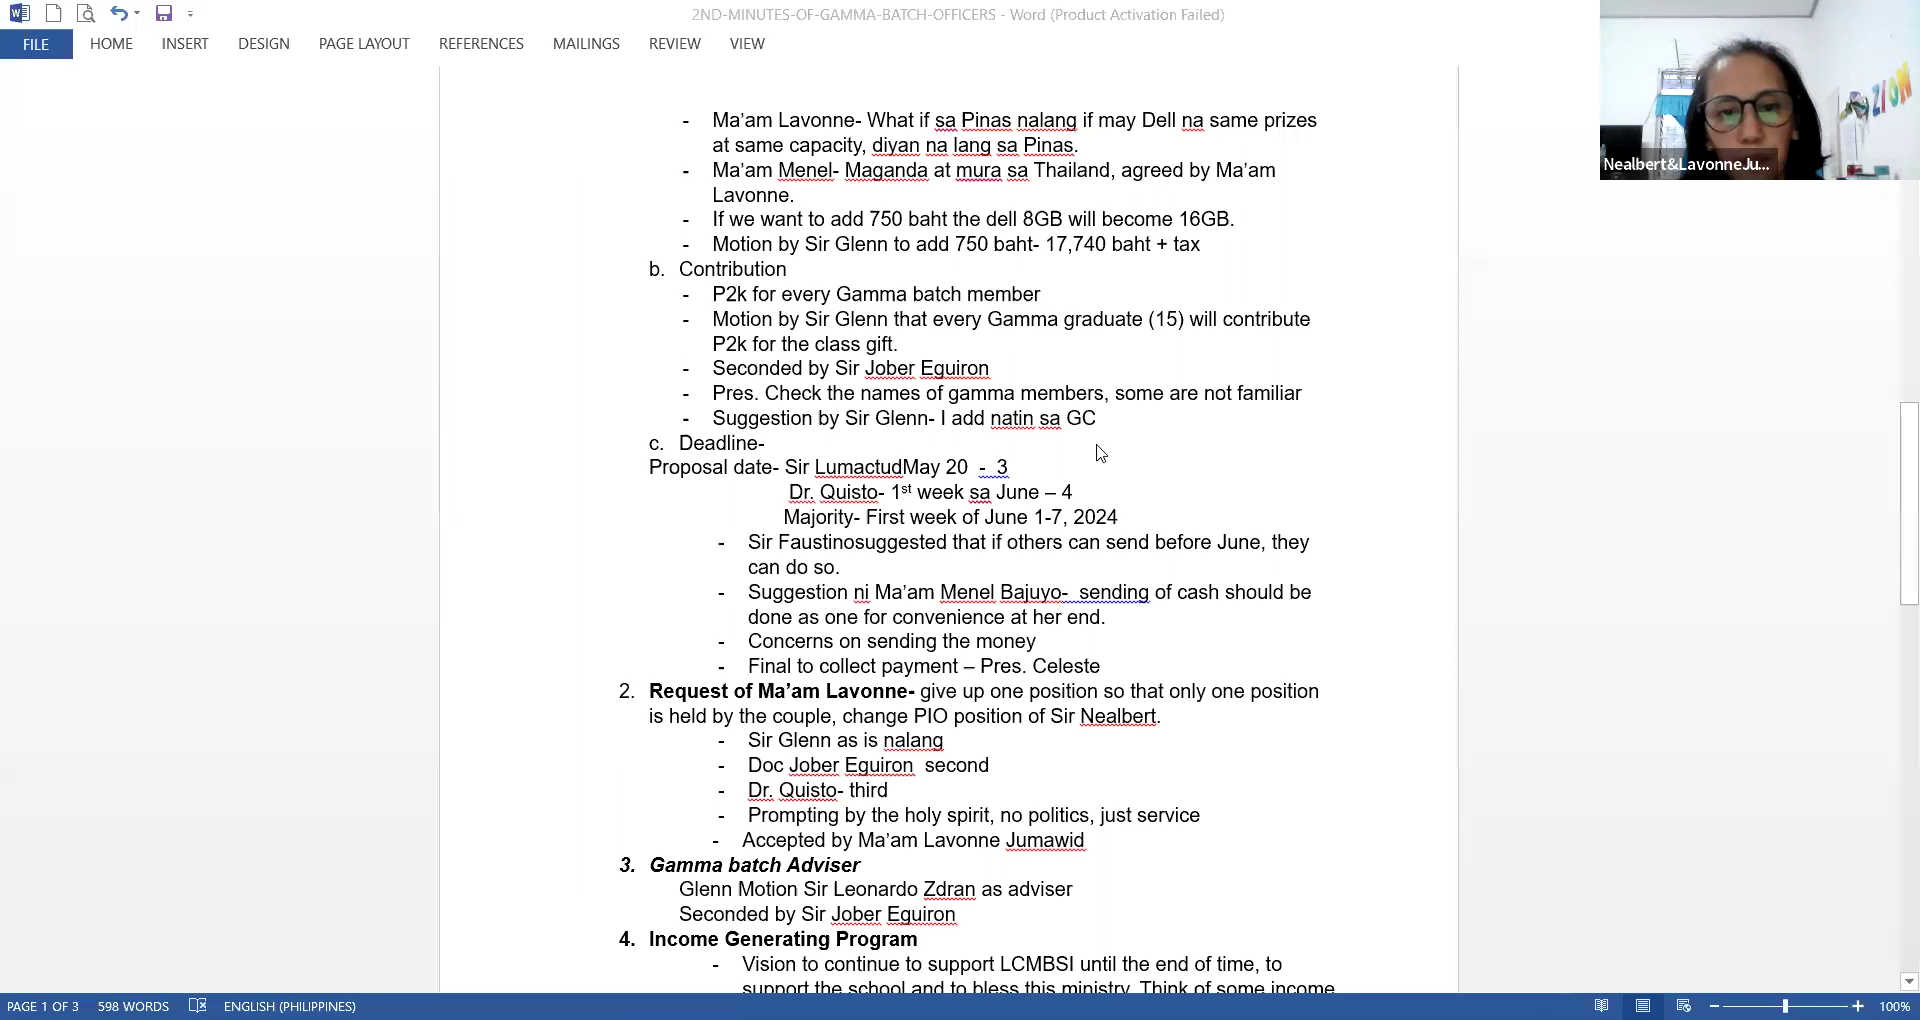 2ND-MINUTES-OF-GAMMA-BATCH-OFFICERS - Word (Product Activation Failed)
FILE HOME INSERT DESIGN PAGE LAYOUT REFERENCES MAILINGS REVIEW VIEW
ZION
Nealbert&LavonneJu...
- Ma’am Lavonne- What if sa Pinas nalang if may Dell na same prizes
at same capacity, diyan na lang sa Pinas.
- Ma’am Menel- Maganda at mura sa Thailand, agreed by Ma’am
Lavonne.
- If we want to add 750 baht the dell 8GB will become 16GB.
- Motion by Sir Glenn to add 750 baht- 17,740 baht + tax
b. Contribution
- P2k for every Gamma batch member
- Motion by Sir Glenn that every Gamma graduate (15) will contribute
P2k for the class gift.
- Seconded by Sir Jober Eguiron
- Pres. Check the names of gamma members, some are not familiar
- Suggestion by Sir Glenn- I add natin sa GC
c. Deadline-
Proposal date- Sir LumactudMay 20 - 3
Dr. Quisto- 1st week sa June – 4
Majority- First week of June 1-7, 2024
- Sir Faustinosuggested that if others can send before June, they
can do so.
- Suggestion ni Ma’am Menel Bajuyo- sending of cash should be
done as one for convenience at her end.
- Concerns on sending the money
- Final to collect payment – Pres. Celeste
2. Request of Ma’am Lavonne- give up one position so that only one position
is held by the couple, change PIO position of Sir Nealbert.
- Sir Glenn as is nalang
- Doc Jober Eguiron second
- Dr. Quisto- third
- Prompting by the holy spirit, no politics, just service
- Accepted by Ma’am Lavonne Jumawid
3. Gamma batch Adviser
Glenn Motion Sir Leonardo Zdran as adviser
Seconded by Sir Jober Eguiron
4. Income Generating Program
- Vision to continue to support LCMBSI until the end of time, to
support the school and to bless this ministry. Think of some income
PAGE 1 OF 3 598 WORDS ENGLISH (PHILIPPINES) 100%